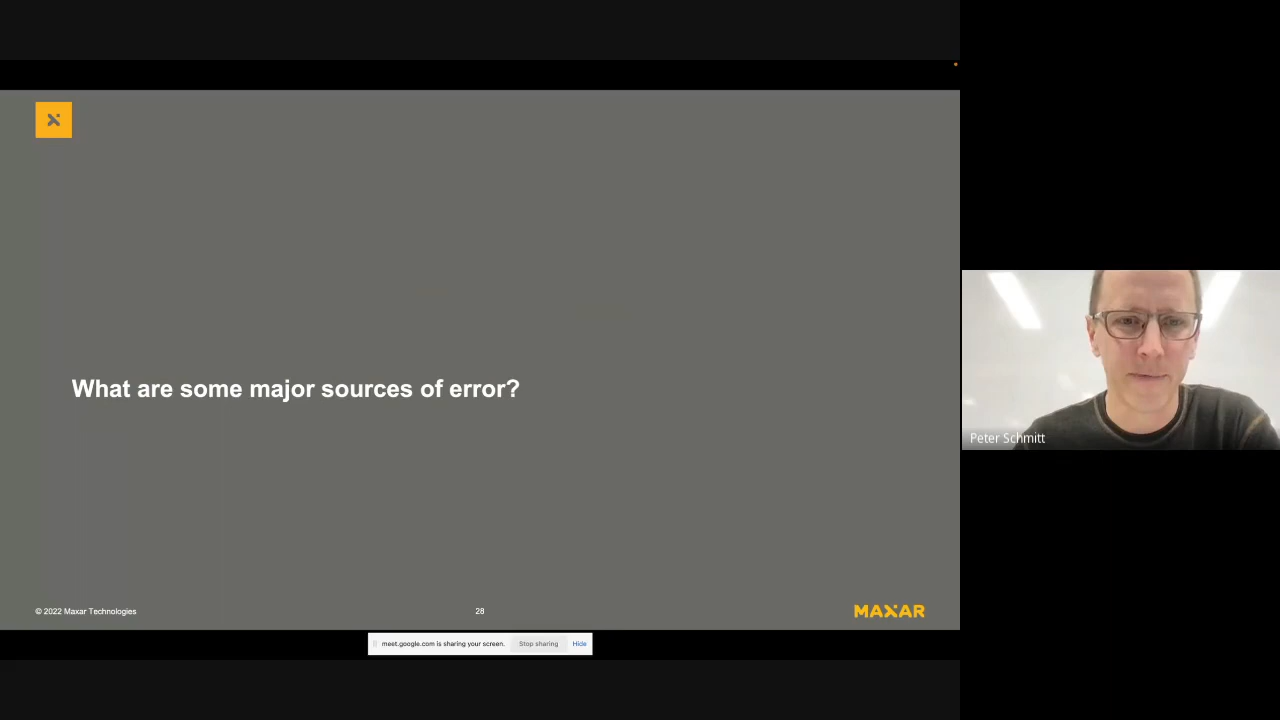 What are some major sources of error?
© 2022 Maxar Technologies
28
MAXAR
meet.google.com is sharing your screen.
Stop sharing
Hide
Peter Schmitt